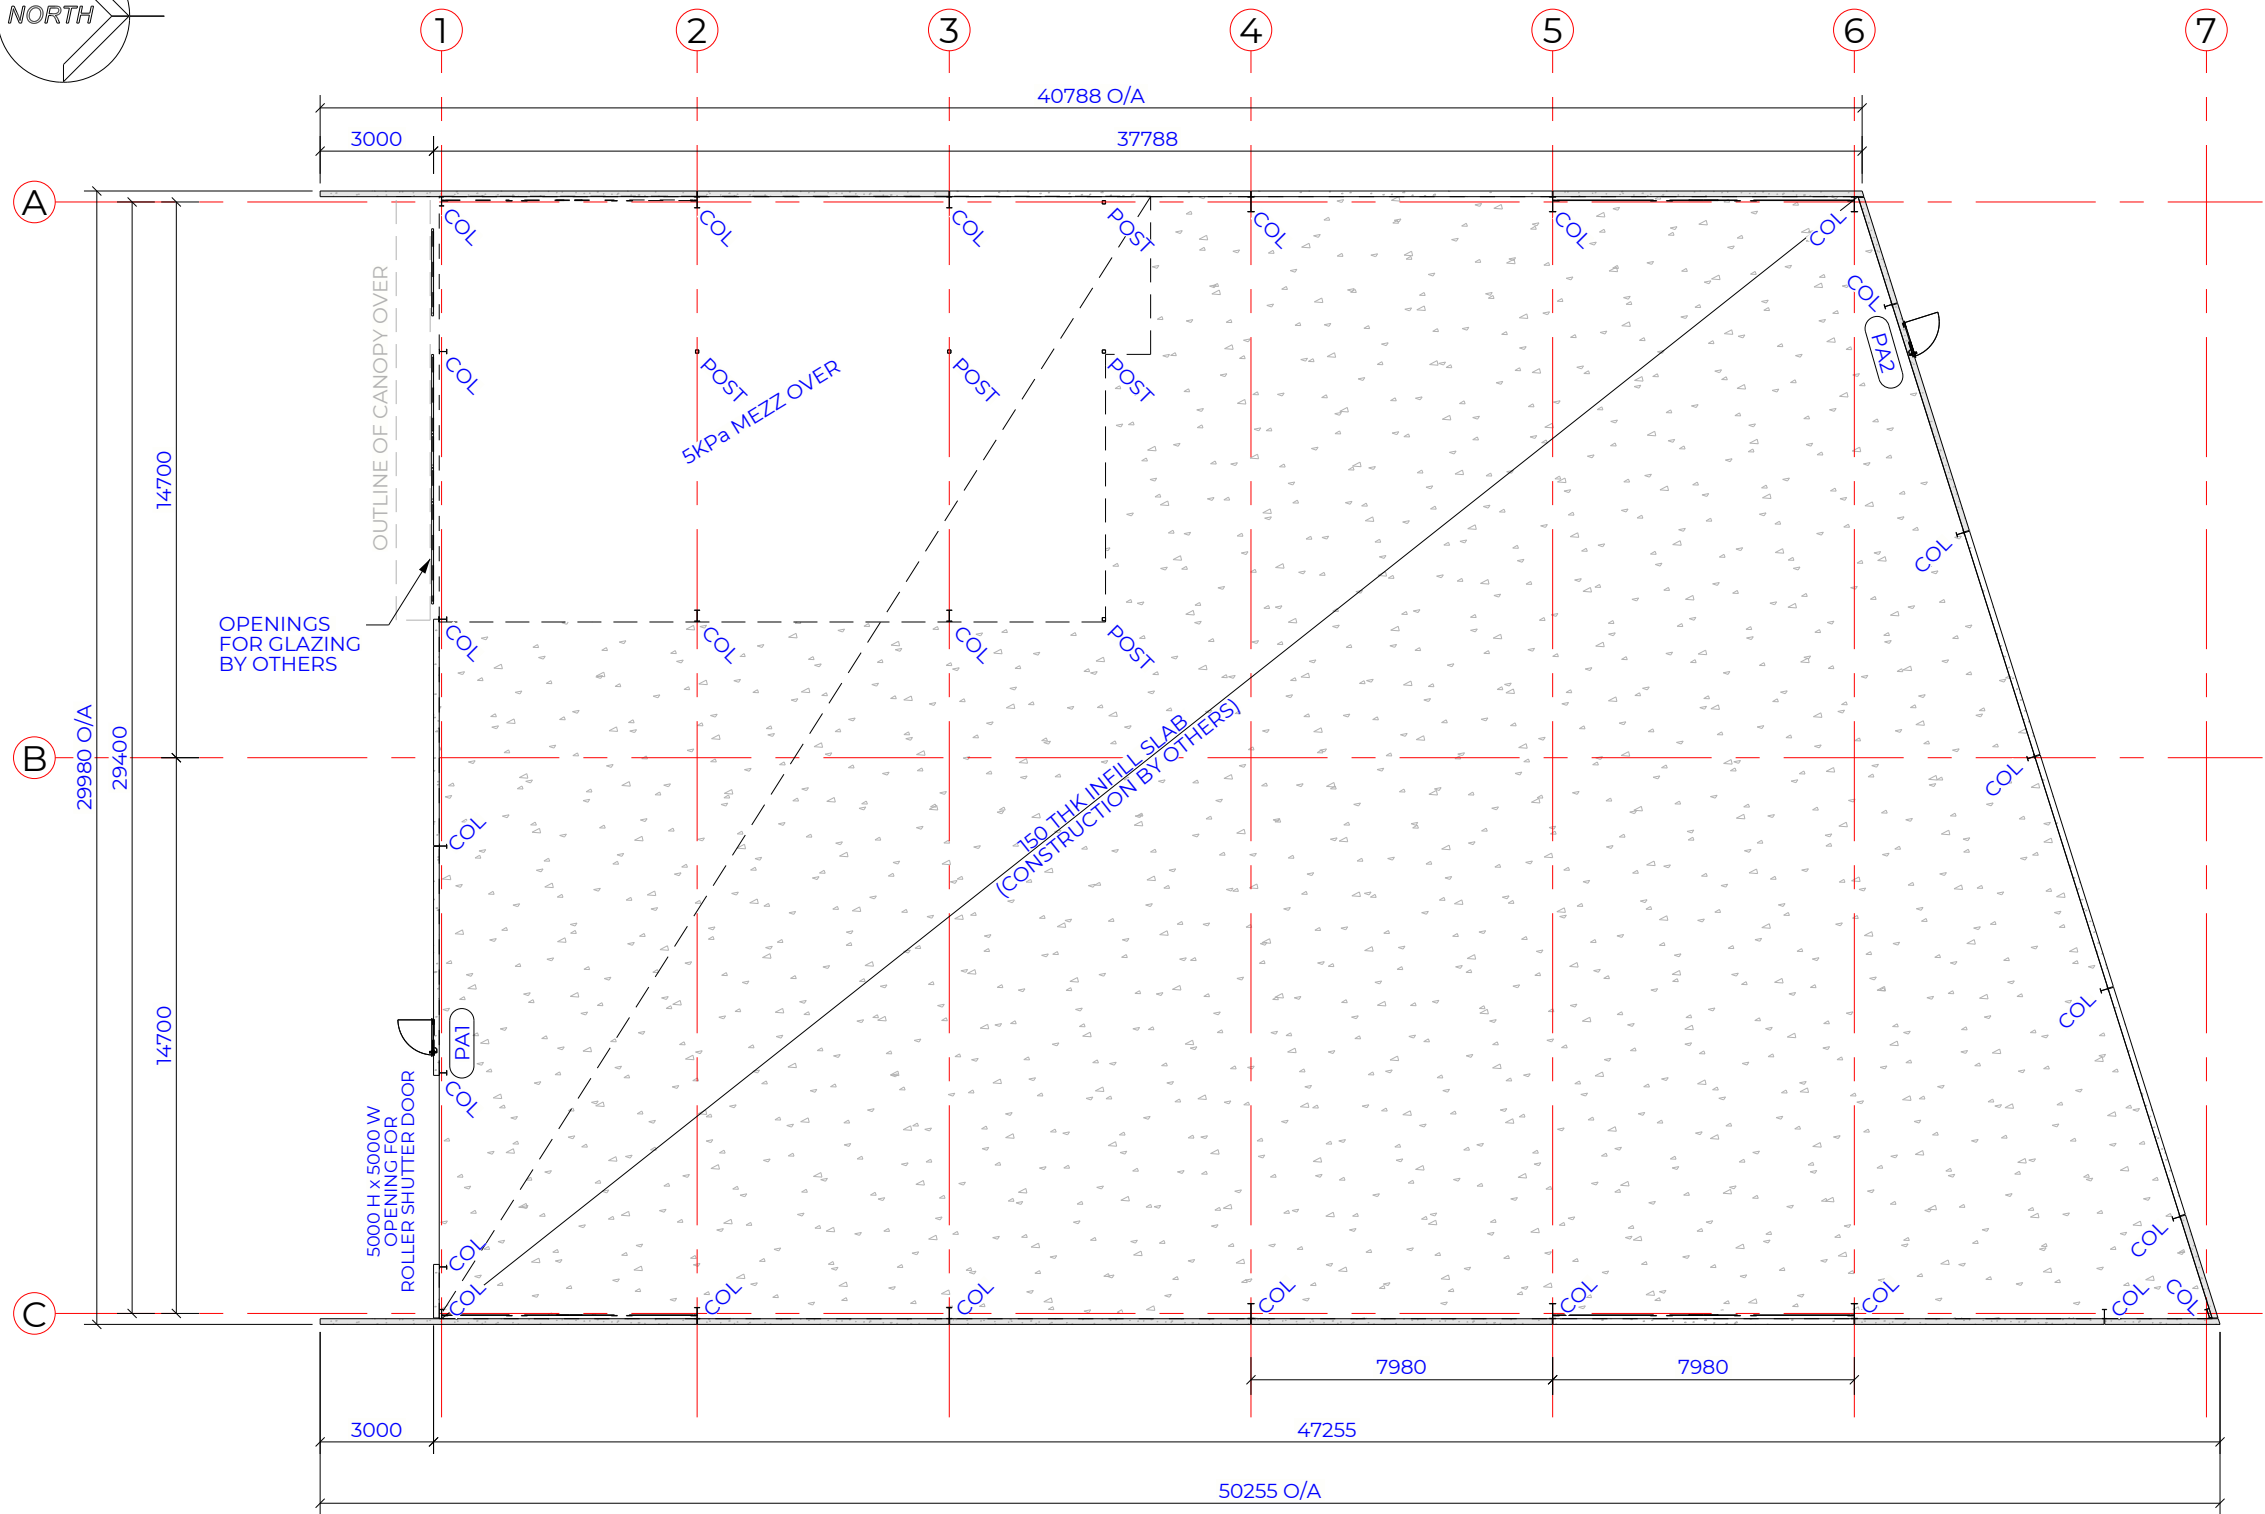 NORTH
1
2
3
4
5
6
7
40788 O/A
3000
37788
A
COL
COL
COL
POST
COL
COL
COL
COL
PA2
OUTLINE OF CANOPY OVER
COL
POST
POST
POST
5KPa MEZZ OVER
14700
COL
OPENINGS
FOR GLAZING
BY OTHERS
COL
COL
COL
POST
29980 O/A
29400
B
150 THK INFILL SLAB
(CONSTRUCTION BY OTHERS)
COL
COL
14700
PA1
COL
COL
5000 H x 5000 W
OPENING FOR
ROLLER SHUTTER DOOR
COL
COL
C
COL
COL
COL
COL
COL
COL
COL
COL
7980
7980
3000
47255
50255 O/A